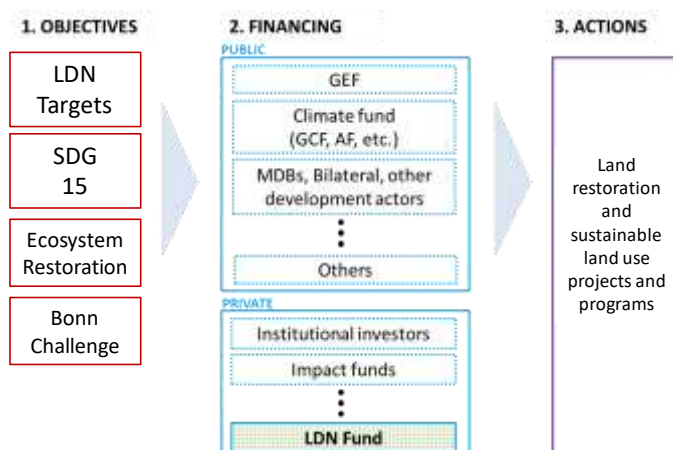 1. OBJECTIVES
LDN
Targets
SDG
15
Ecosystem
Restoration
Bonn
Challenge
2. FINANCING
PUBLIC
GEF
Climate fund
(GCF, AF, etc.)
MDBs, Bilateral, other
development actors
Others
PRIVATE
Institutional investors
Impact funds
LDN Fund
3. ACTIONS
Land
restoration
and
sustainable
land use
projects and
programs